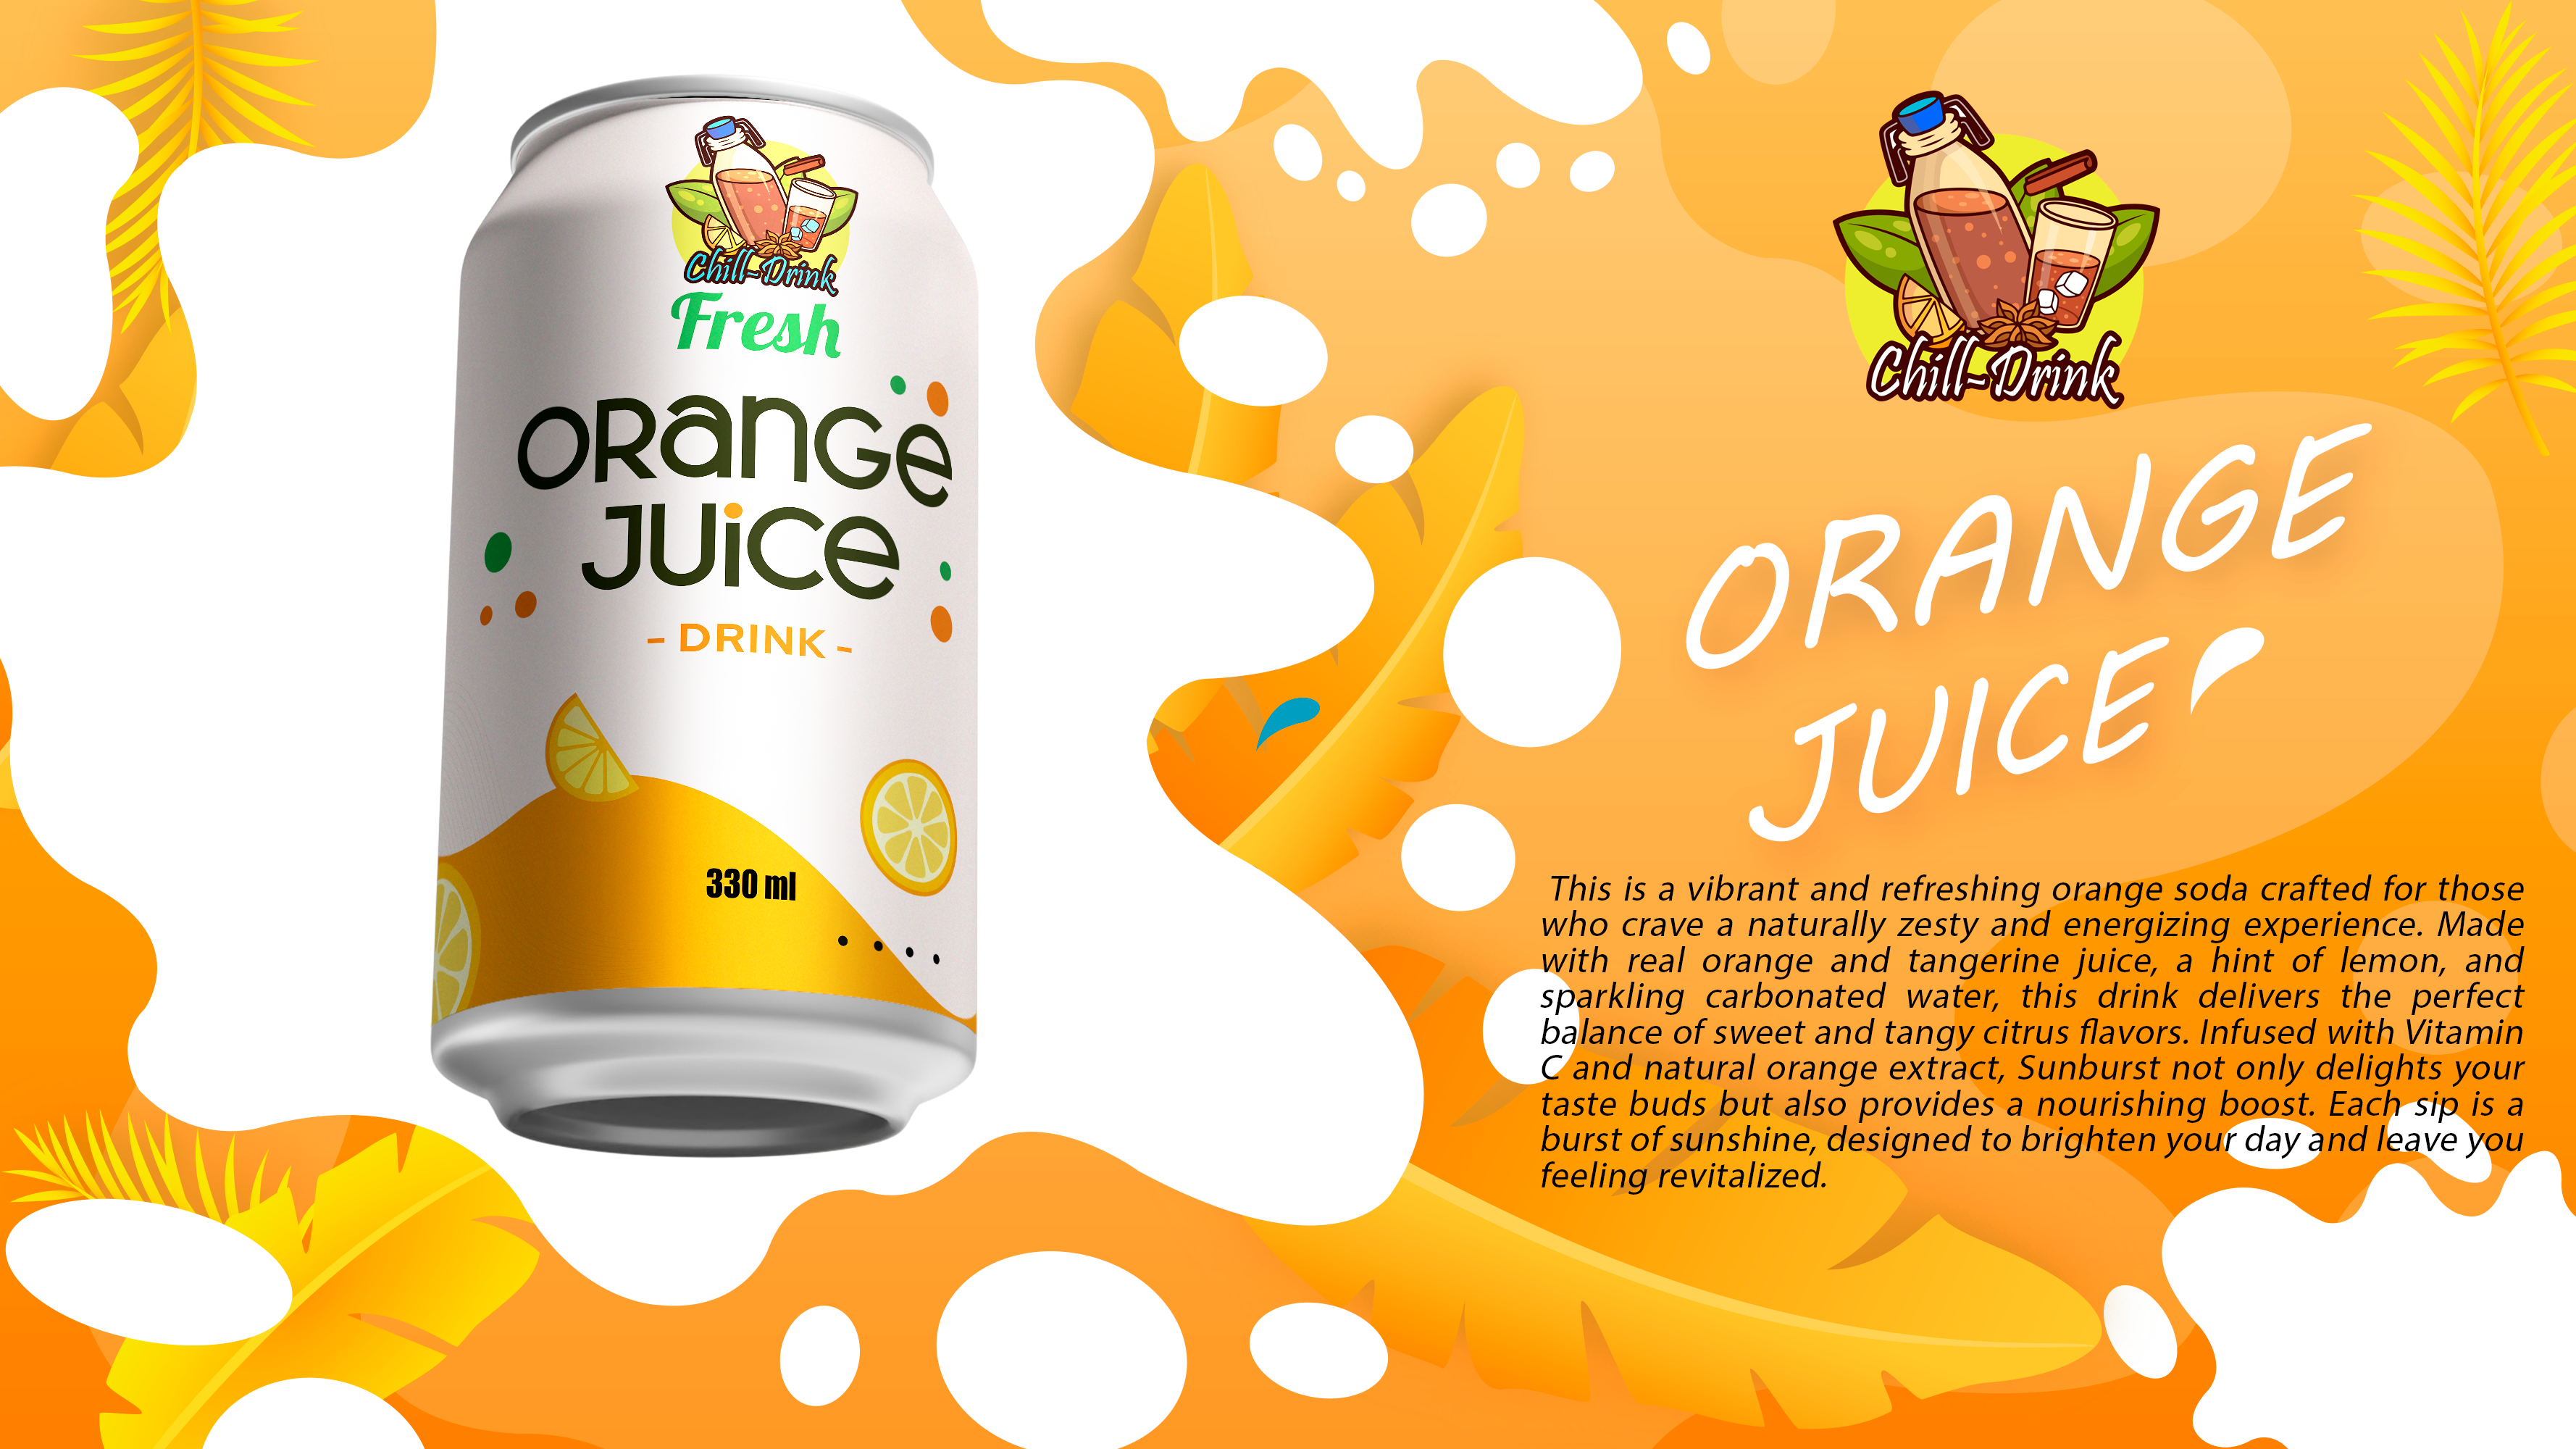 Chill-Drink
Fresh
ORanGe
JUiCe
- DRINK -
330 ml
Chill-Drink
ORANGE
JUICE
This is a vibrant and refreshing orange soda crafted for those
who crave a naturally zesty and energizing experience. Made
with real orange and tangerine juice, a hint of lemon, and
sparkling carbonated water, this drink delivers the perfect
balance of sweet and tangy citrus flavors. Infused with Vitamin
C and natural orange extract, Sunburst not only delights your
taste buds but also provides a nourishing boost. Each sip is a
burst of sunshine, designed to brighten your day and leave you
feeling revitalized.